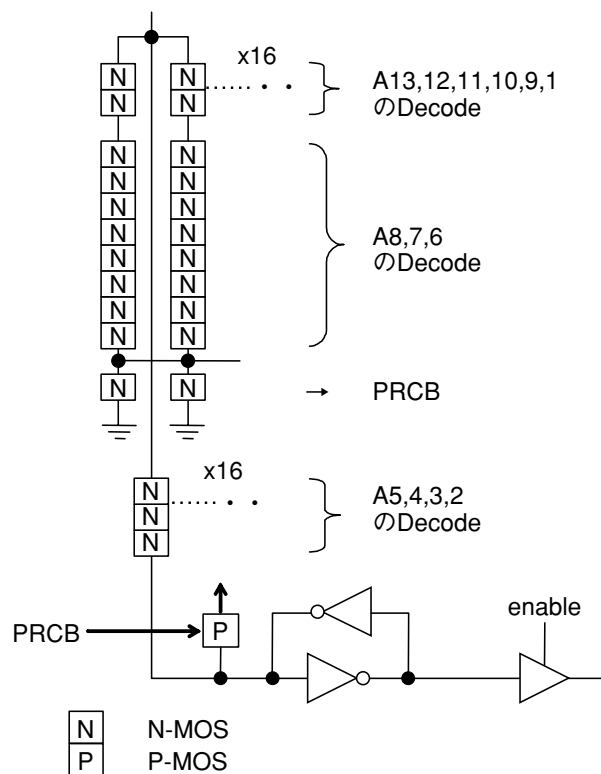 x16
N N
N N
A13,12,11,10,9,1
のDecode
N N
N N
N N
N N
N N
N N
N N
N N
A8,7,6
のDecode
N N
PRCB
x16
N
N
N
A5,4,3,2
のDecode
enable
PRCB
P
N N-MOS
P P-MOS